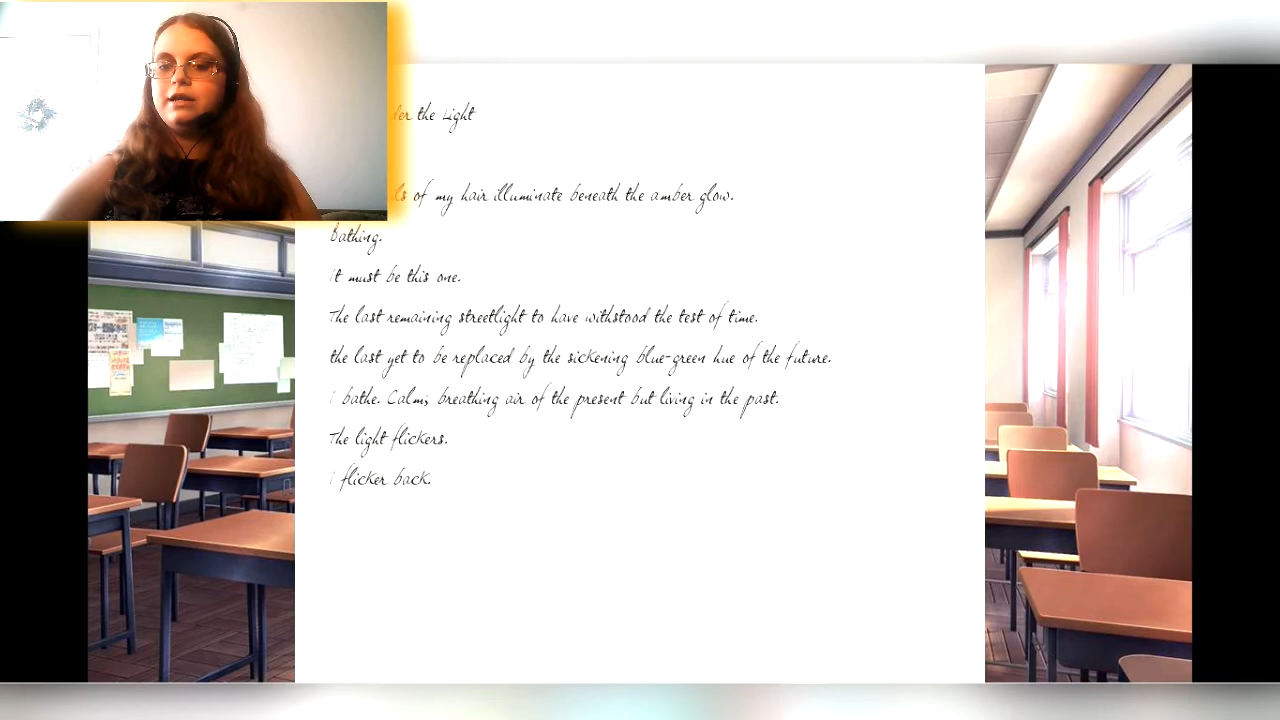 the Light
of my hair illuminate beneath the amber glow.
Bathing.
It must be this one.
The last remaining streetlight to have withstood the test of time.
the last yet to be replaced by the sickening blue-green hue of the future.
I bathe. Calm; breathing air of the present but living in the past.
The light flickers.
I flicker back.